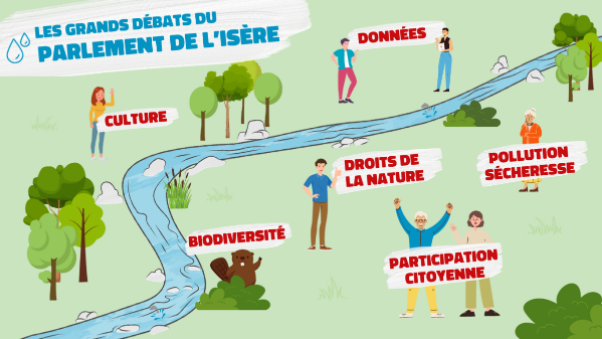 LES GRANDS DÉBATS DU
PARLEMENT DE L'ISÈRE
DONNÉES
CULTURE
DROITS DE
LA NATURE
POLLUTION
SÉCHERESSE
BIODIVERSITÉ
PARTICIPATION
CITOYENNE